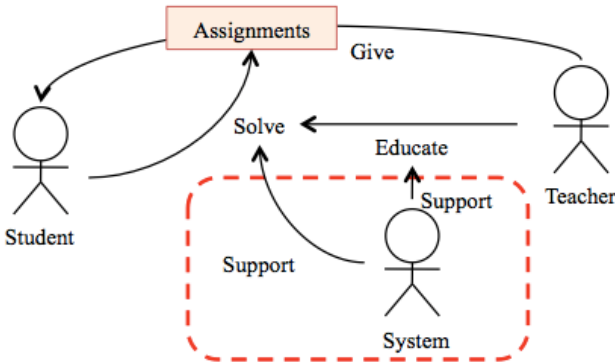 Assignments
Give
Solve
Educate
Teacher
Support
Student
Support
System